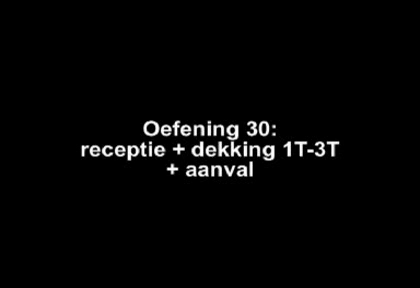 Oefening 30:
receptie + dekking 1T-3T
+ aanval